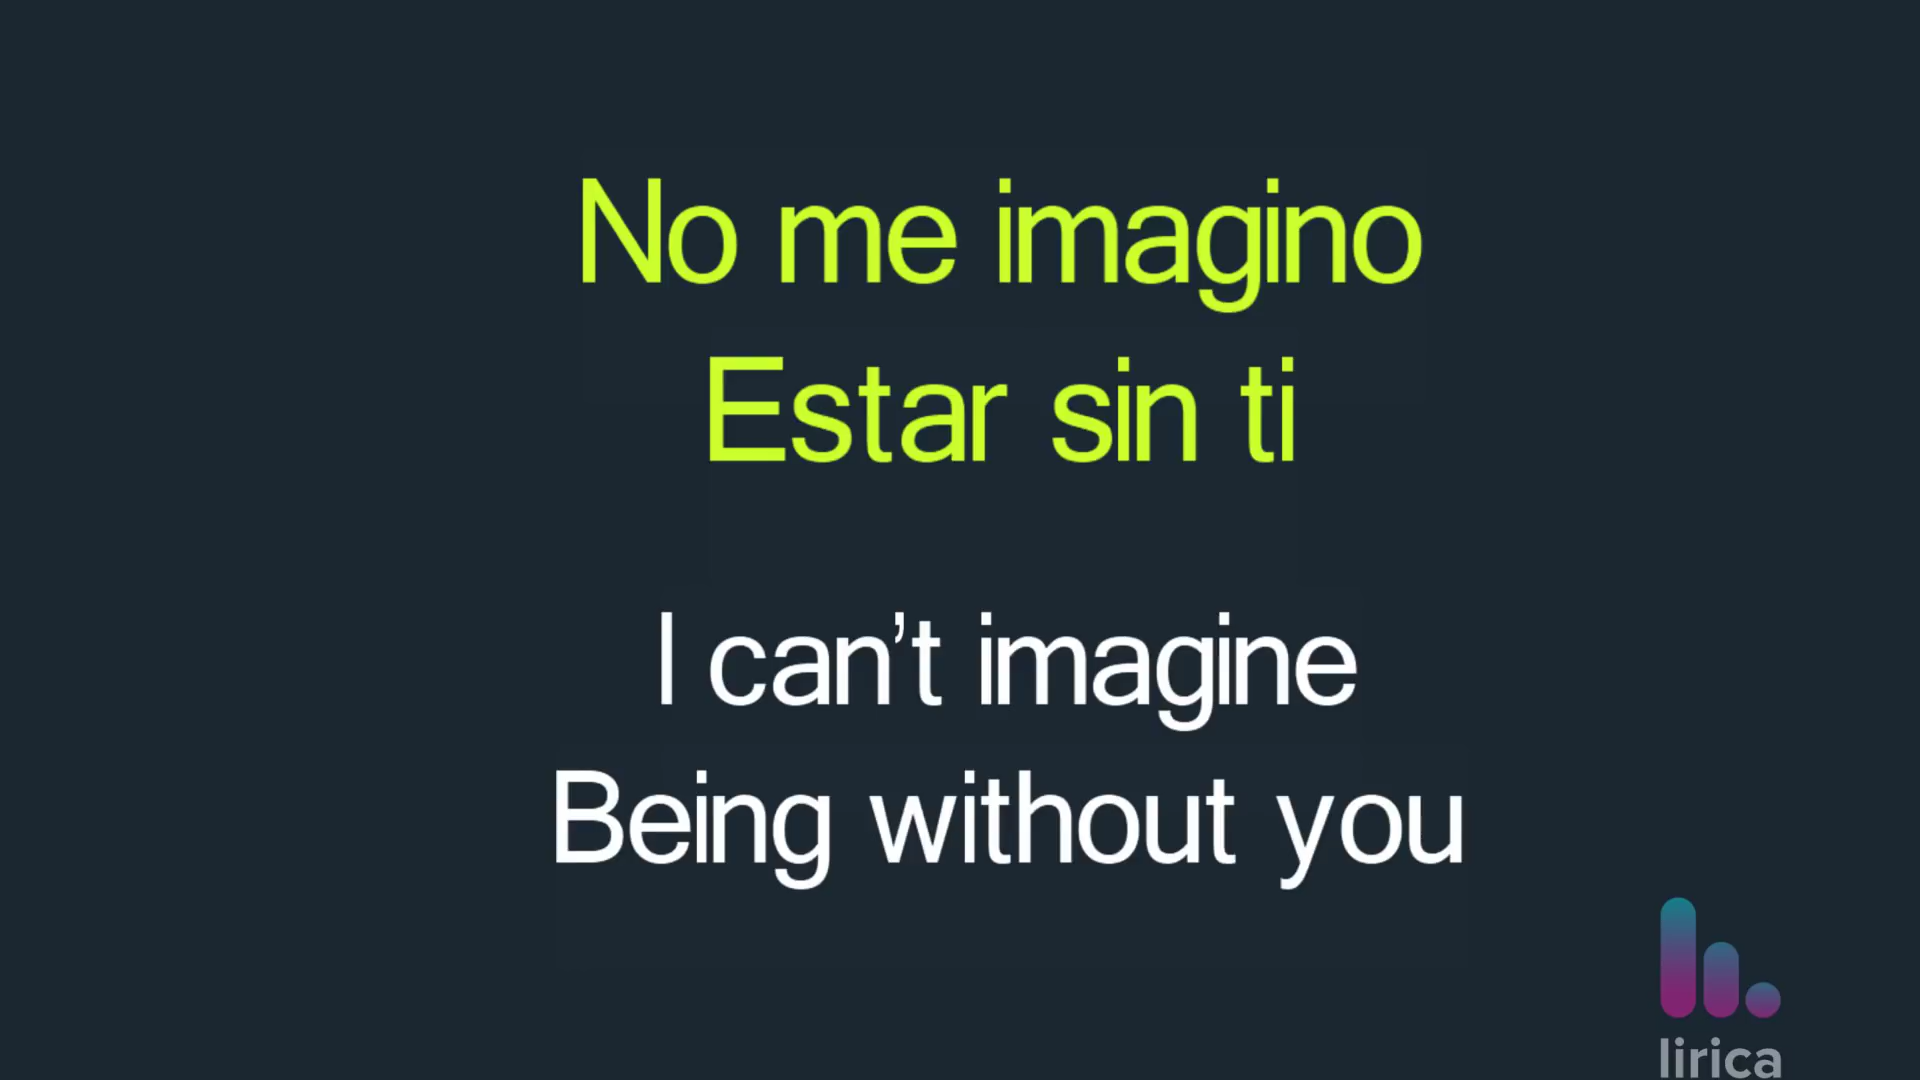 No me imagino
Estar sin ti
I can’t imagine
Being without you
lirica